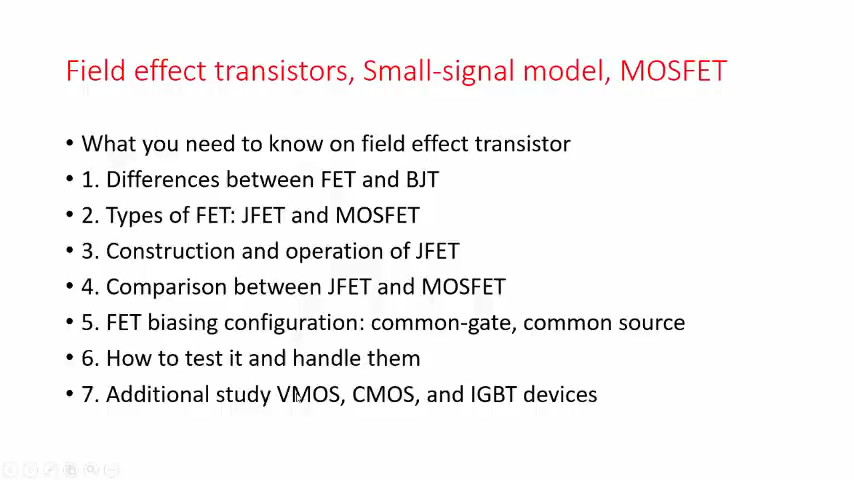 Field effect transistors, Small-signal model, MOSFET
• What you need to know on field effect transistor
• 1. Differences between FET and BJT
• 2. Types of FET: JFET and MOSFET
• 3. Construction and operation of JFET
• 4. Comparison between JFET and MOSFET
• 5. FET biasing configuration: common-gate, common source
• 6. How to test it and handle them
• 7. Additional study VMOS, CMOS, and IGBT devices